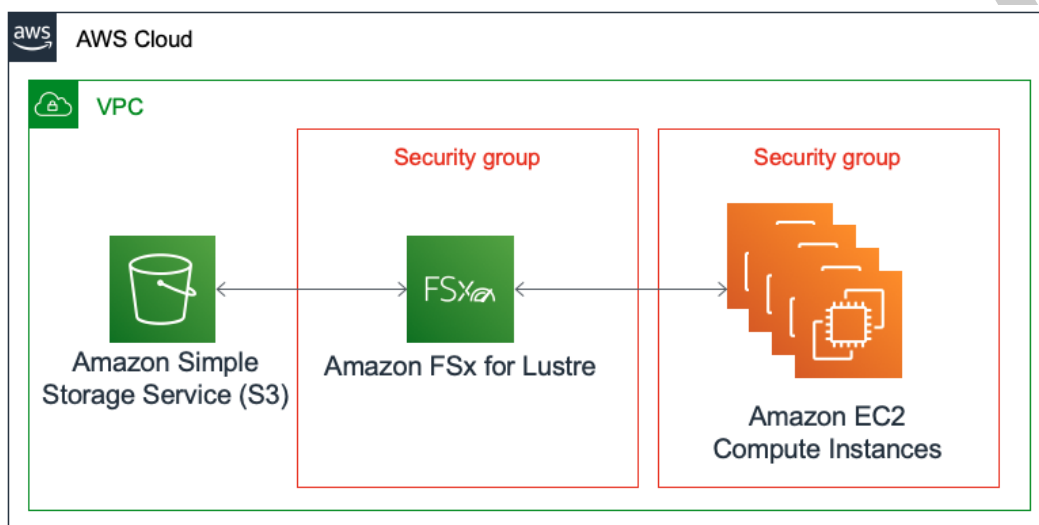 aws
AWS Cloud
VPC
Security group
Security group
FSx
Amazon Simple
Storage Service (S3)
Amazon FSx for Lustre
Amazon EC2
Compute Instances